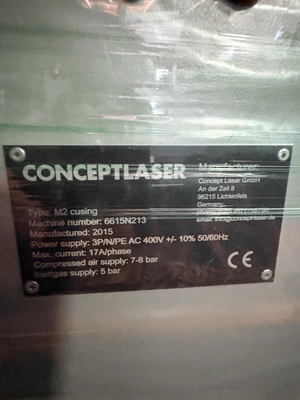 CONCEPTLASER
Manufacturer:
Concept Laser GmbH
An der Zeil 8
96215 Lichtenfels
Germany
Type: M2 cusing
Machine number: 6615N213
Manufactured: 2015
Power supply: 3P/N/PE AC 400V +/- 10% 50/60Hz
Max. current: 17A/phase
Compressed air supply: 7-8 bar
Inertgas supply: 5 bar
CE